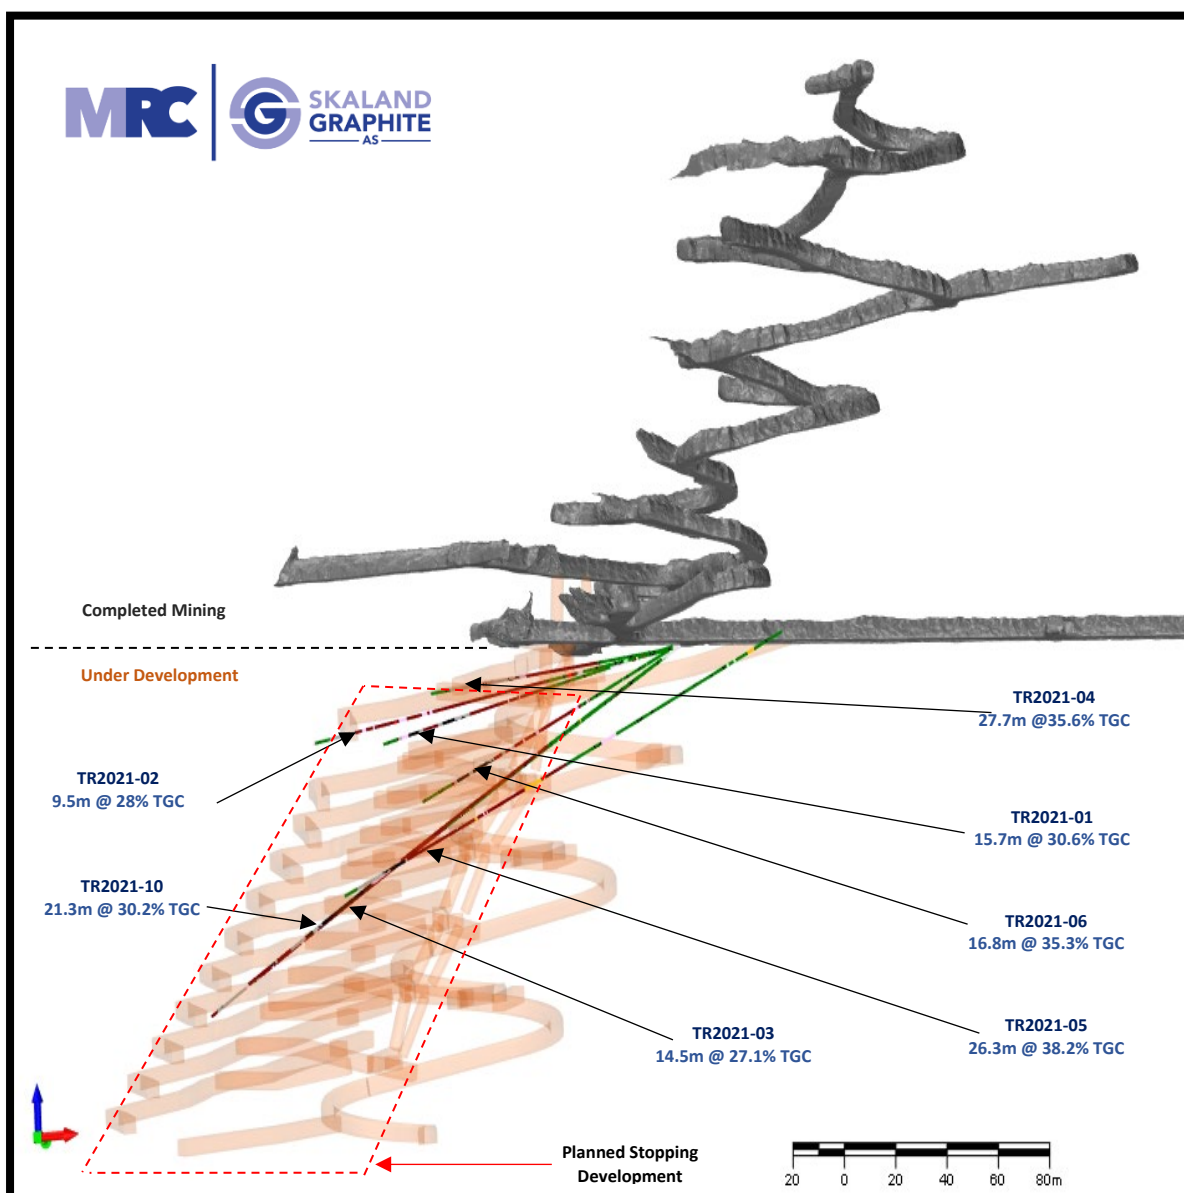 MRC
SKALAND
GRAPHITE
AS
Completed Mining
Under Development
TR2021-04
27.7m @35.6% TGC
TR2021-02
9.5m @ 28% TGC
TR2021-01
15.7m @ 30.6% TGC
TR2021-10
21.3m @ 30.2% TGC
TR2021-06
16.8m @ 35.3% TGC
TR2021-05
26.3m @ 38.2% TGC
TR2021-03
14.5m @ 27.1% TGC
Planned Stopping
Development
20 0 20 40 60 80m